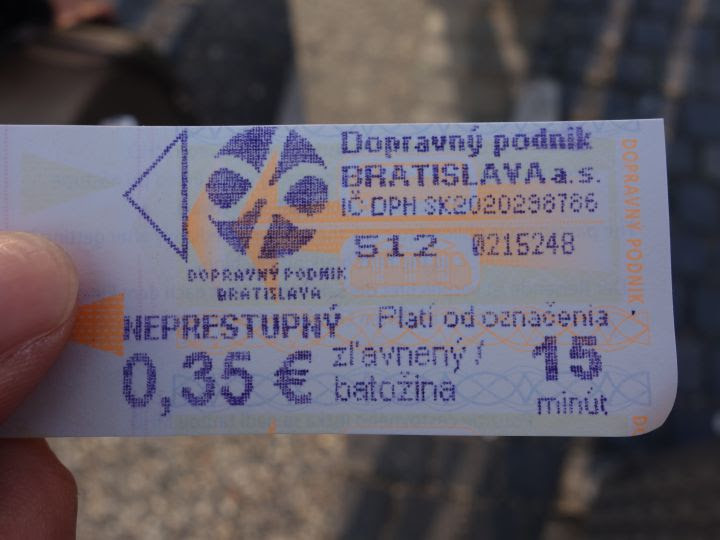 Dopravný podnik
BRATISLAVA a.s.
IČ DPH SK2020298786
512 0215248
DOPRAVNÝ PODNIK
BRATISLAVA
NEPRESTUPNÝ
Platí od označenia
0,35 €
zľavnený /
batožina
15
minút
DOPRAVNÝ PODNIK